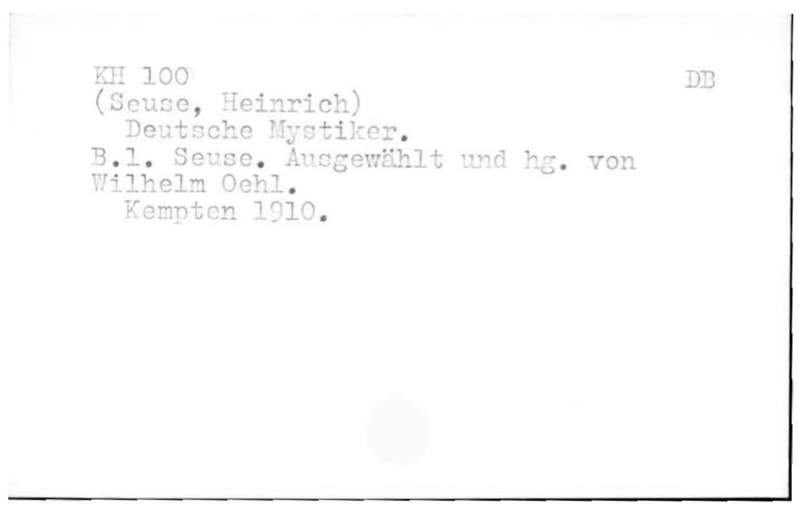 KH 100 DB
(Seuse, Heinrich)
Deutsche Mystiker.
B.1. Seuse. Ausgewählt und hg. von
Wilhelm Oehl.
Kempten 1910.